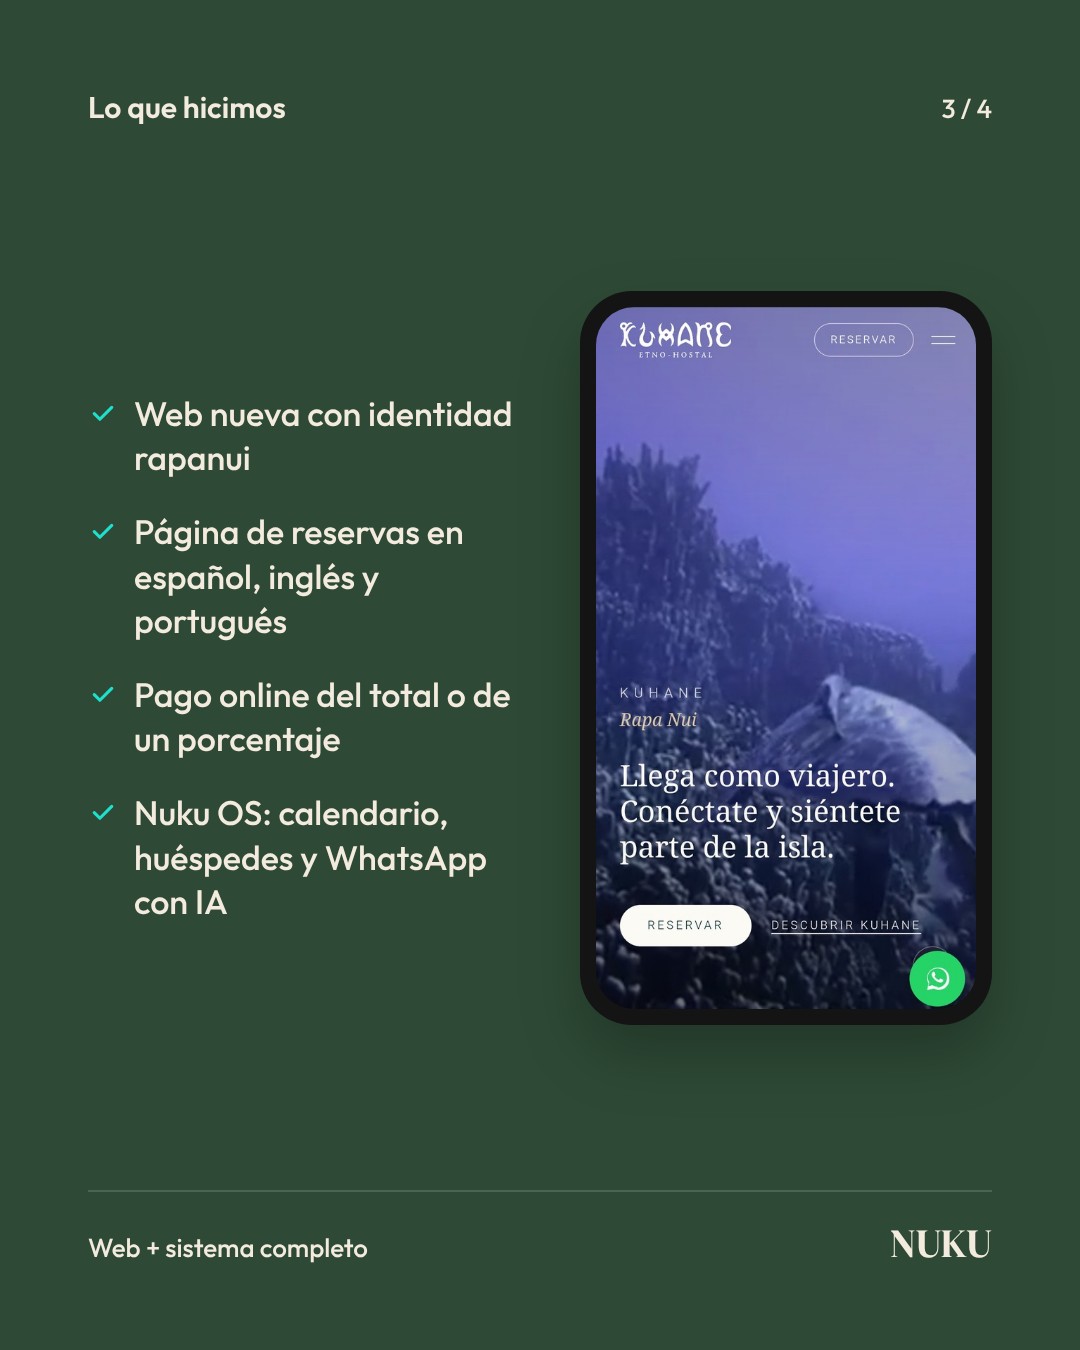 Lo que hicimos
3 / 4
Web nueva con identidad
rapanui
Página de reservas en
español, inglés y
portugués
Pago online del total o de
un porcentaje
Nuku OS: calendario,
huéspedes y WhatsApp
con IA
KUHANE
ETNO-HOSTAL
RESERVAR
KUHANE
Rapa Nui
Llega como viajero.
Conéctate y siéntete
parte de la isla.
RESERVAR
DESCUBRIR KUHANE
Web + sistema completo
NUKU